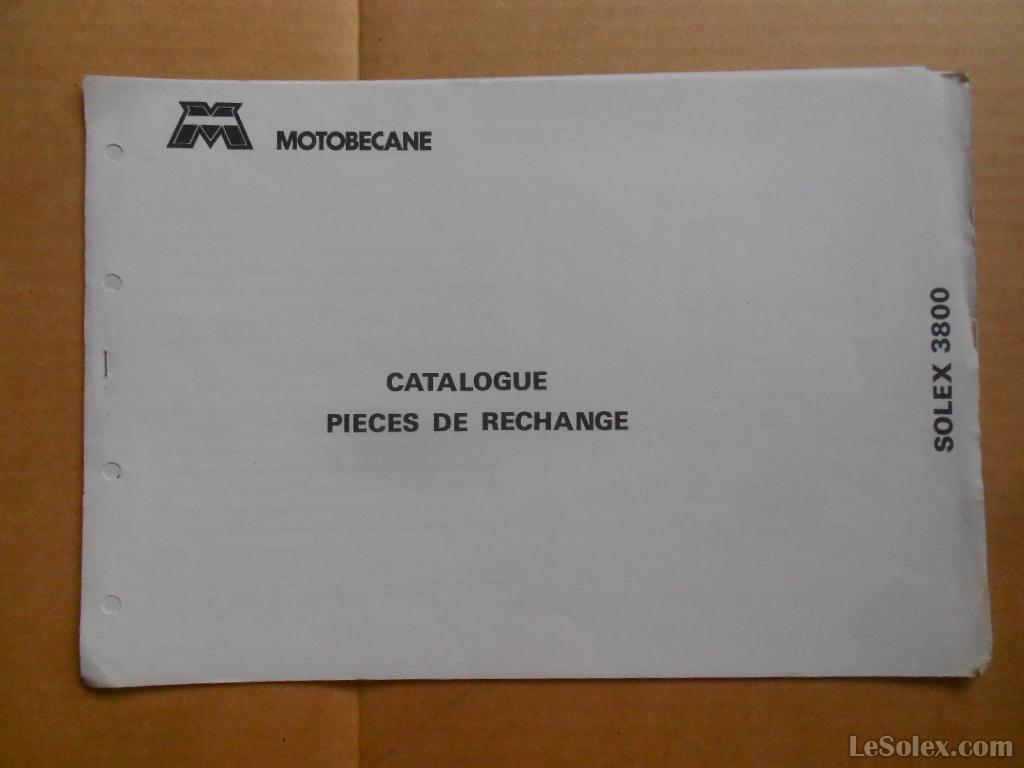 MOTOBECANE
CATALOGUE
PIECES DE RECHANGE
SOLEX 3800
LeSolex.com